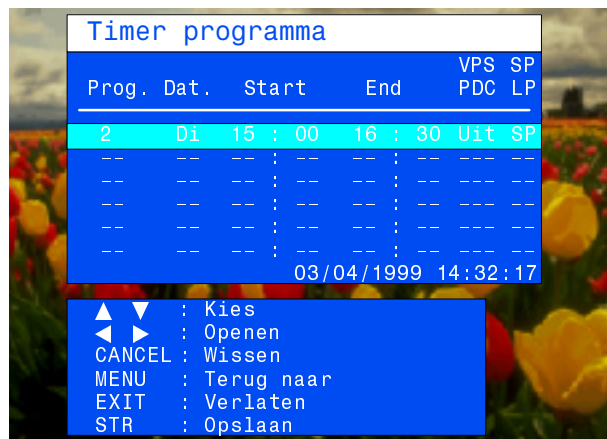 Timer programma
VPS SP
Prog. Dat. Start End PDC LP
2 Di 15 : 00 16 : 30 Uit SP
-- -- -- : -- -- : -- --- --
-- -- -- : -- -- : -- --- --
-- -- -- : -- -- : -- --- --
-- -- -- : -- -- : -- --- --
-- -- -- : -- -- : -- --- --
03/04/1999 14:32:17
▲ ▼ : Kies
◀ ▶ : Openen
CANCEL : Wissen
MENU : Terug naar
EXIT : Verlaten
STR : Opslaan